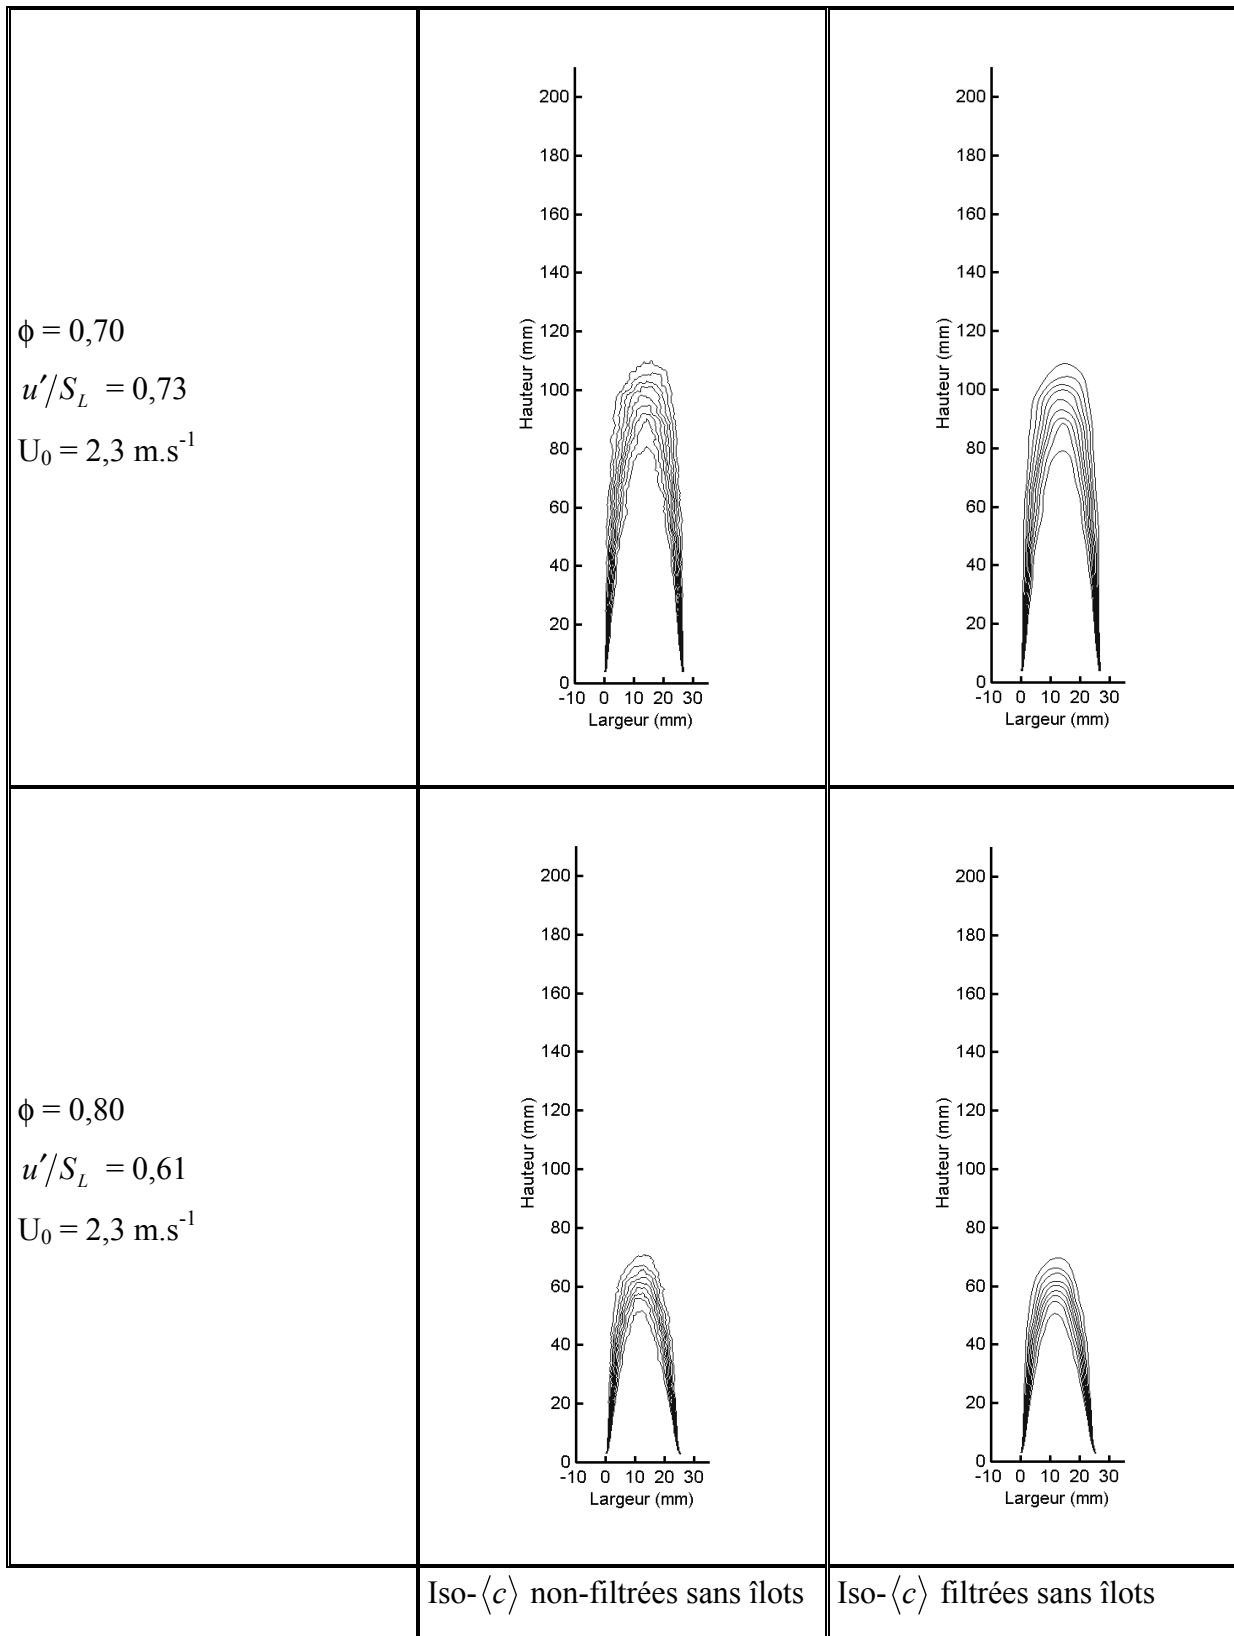 φ = 0,70
u′/S_L = 0,73
U₀ = 2,3 m.s⁻¹
200
180
160
140
120
100
80
60
40
20
0
-10 0 10 20 30
Hauteur (mm)
Largeur (mm)
200
180
160
140
120
100
80
60
40
20
0
-10 0 10 20 30
Hauteur (mm)
Largeur (mm)
φ = 0,80
u′/S_L = 0,61
U₀ = 2,3 m.s⁻¹
200
180
160
140
120
100
80
60
40
20
0
-10 0 10 20 30
Hauteur (mm)
Largeur (mm)
200
180
160
140
120
100
80
60
40
20
0
-10 0 10 20 30
Hauteur (mm)
Largeur (mm)
Iso-⟨c⟩ non-filtrées sans îlots
Iso-⟨c⟩ filtrées sans îlots